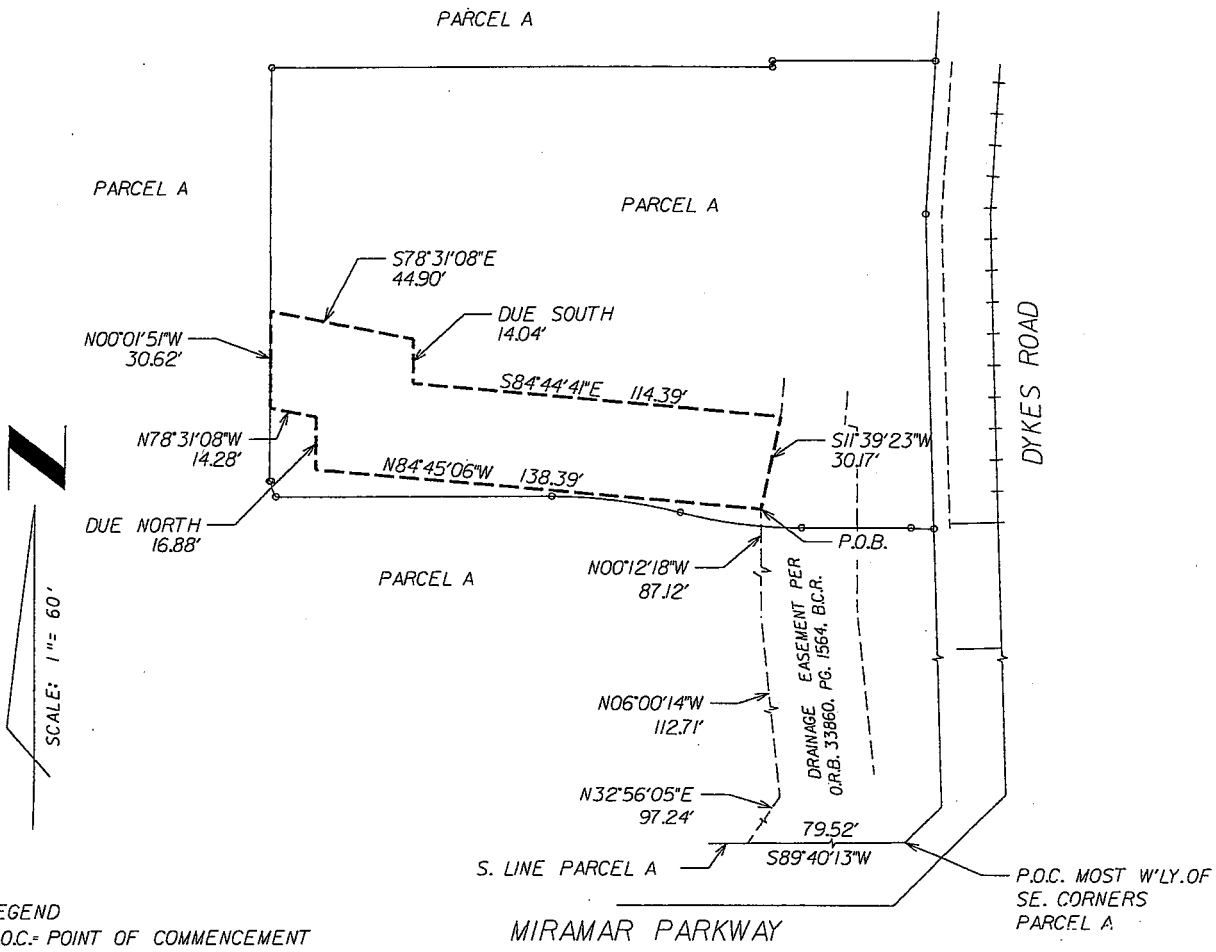 PARCEL A
PARCEL A
PARCEL A
S78°31'08"E
44.90'
DUE SOUTH
14.04'
N00°01'51"W
30.62'
S84°44'41"E 114.39'
DYKES ROAD
N78°31'08"W
14.28'
S11°39'23"W
30.17'
N84°45'06"W 138.39'
DUE NORTH
16.88'
P.O.B.
PARCEL A
N00°12'18"W
87.12'
SCALE: 1"= 60'
DRAINAGE EASEMENT PER
O.R.B. 33860, PG. 1564, B.C.R.
N06°00'14"W
112.71'
N32°56'05"E
97.24'
79.52'
S89°40'13"W
S. LINE PARCEL A
P.O.C. MOST W'LY. OF
SE. CORNERS
PARCEL A
EGEND
O.C.= POINT OF COMMENCEMENT
MIRAMAR PARKWAY